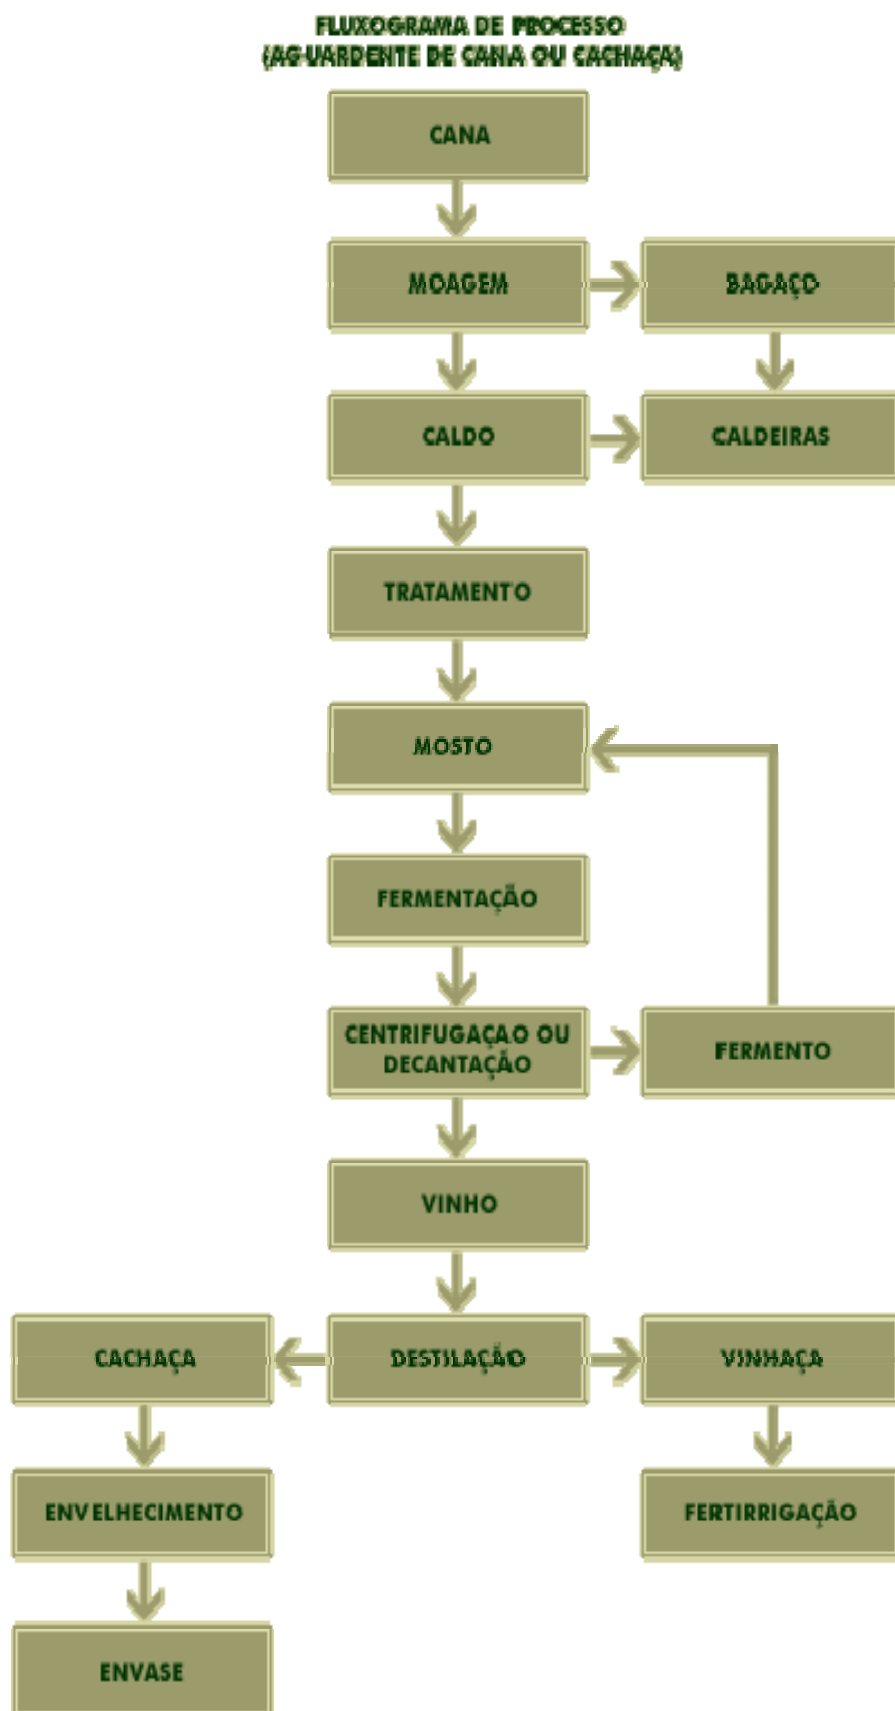 FLUXOGRAMA DE PROCESSO
(AGUARDENTE DE CANA OU CACHAÇA)
CANA
MOAGEM
BAGAÇO
CALDO
CALDEIRAS
TRATAMENTO
MOSTO
FERMENTAÇÃO
CENTRIFUGAÇAO OU
DECANTAÇÃO
FERMENTO
VINHO
CACHAÇA
DESTILAÇÃO
VINHAÇA
ENVELHECIMENTO
FERTIRRIGAÇÃO
ENVASE